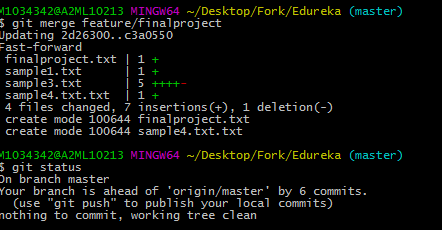 M1034342@A2ML10213 MINGW64 ~/Desktop/Fork/Edureka (master)
$ git merge feature/finalproject
Updating 2d26300..c3a0550
Fast-forward
 finalproject.txt | 1 +
 sample1.txt      | 1 +
 sample3.txt      | 5 ++++-
 sample4.txt.txt  | 1 +
 4 files changed, 7 insertions(+), 1 deletion(-)
 create mode 100644 finalproject.txt
 create mode 100644 sample4.txt.txt
M1034342@A2ML10213 MINGW64 ~/Desktop/Fork/Edureka (master)
$ git status
On branch master
Your branch is ahead of 'origin/master' by 6 commits.
  (use "git push" to publish your local commits)
nothing to commit, working tree clean